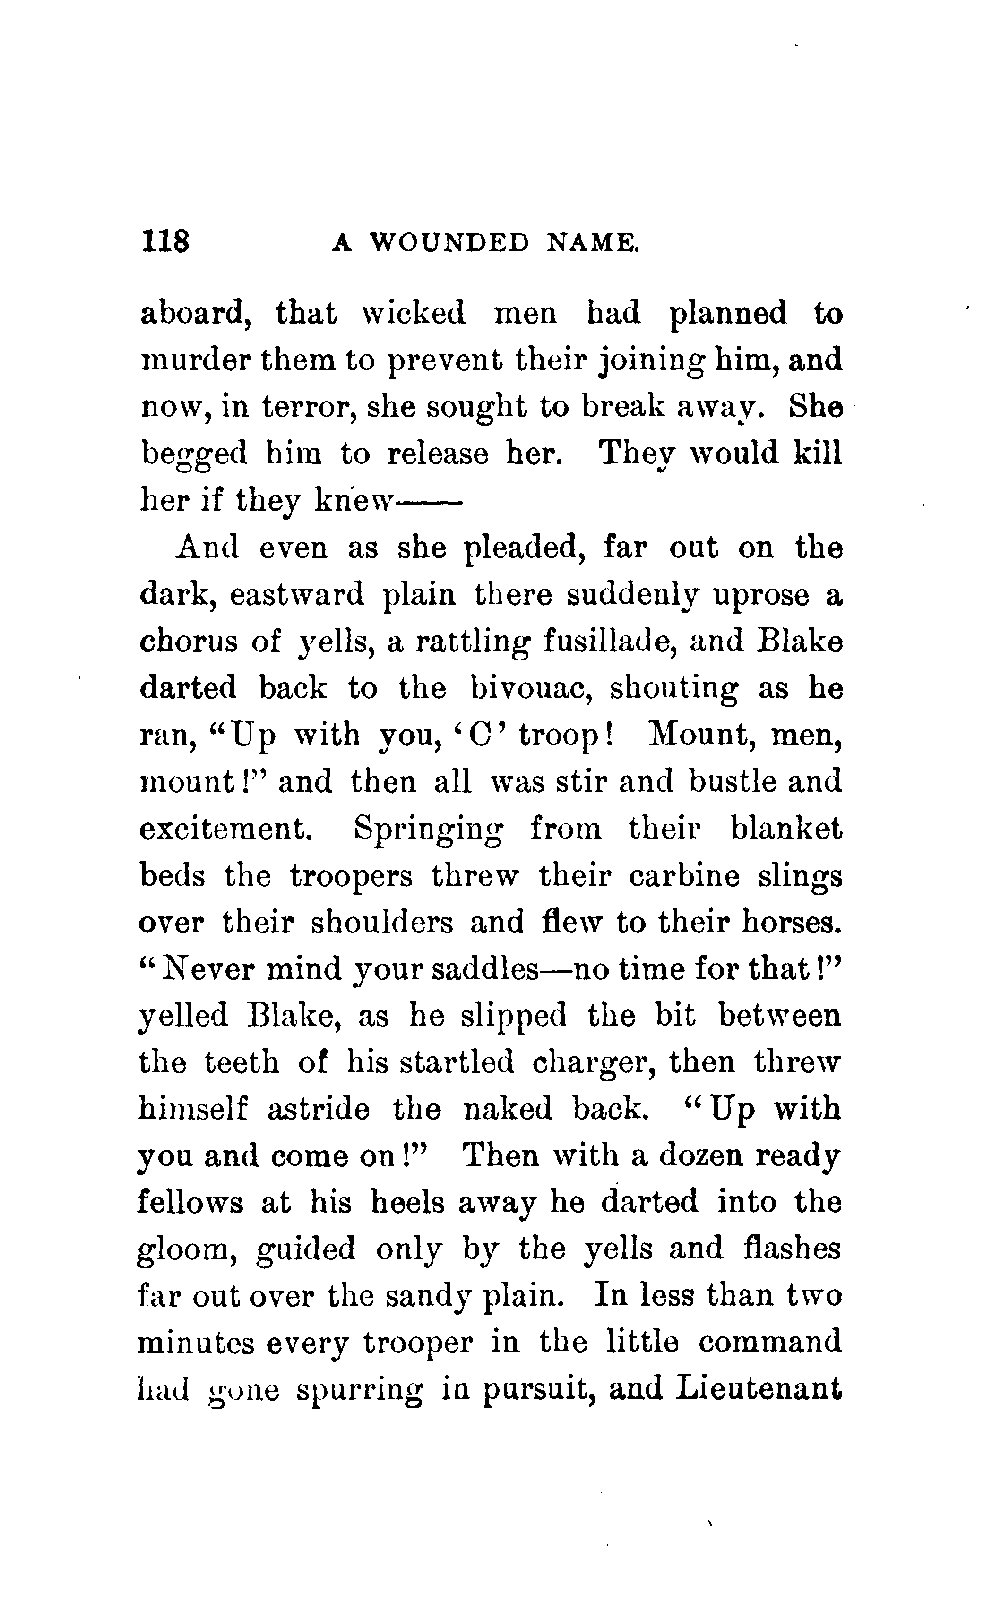 118 A WOUNDED NAME.
aboard, that wicked men had planned to
murder them to prevent their joining him, and
now, in terror, she sought to break away. She
begged him to release her. They would kill
her if they knew——
And even as she pleaded, far out on the
dark, eastward plain there suddenly uprose a
chorus of yells, a rattling fusillade, and Blake
darted back to the bivouac, shouting as he
ran, “Up with you, ‘C’ troop! Mount, men,
mount!” and then all was stir and bustle and
excitement. Springing from their blanket
beds the troopers threw their carbine slings
over their shoulders and flew to their horses.
“Never mind your saddles—no time for that!”
yelled Blake, as he slipped the bit between
the teeth of his startled charger, then threw
himself astride the naked back. “Up with
you and come on!” Then with a dozen ready
fellows at his heels away he darted into the
gloom, guided only by the yells and flashes
far out over the sandy plain. In less than two
minutes every trooper in the little command
had gone spurring in pursuit, and Lieutenant